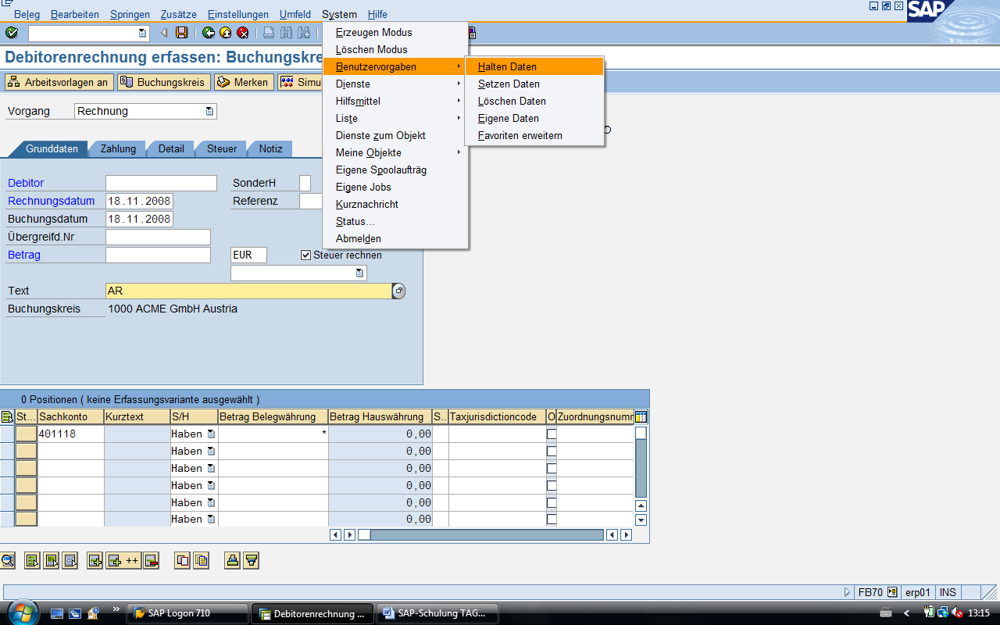 Beleg Bearbeiten Springen Zusätze Einstellungen Umfeld System Hilfe
SAP
Debitorenrechnung erfassen: Buchungskre
Arbeitsvorlagen an Buchungskreis Merken Simu
Erzeugen Modus
Löschen Modus
Benutzervorgaben
Dienste
Hilfsmittel
Liste
Dienste zum Objekt
Meine Objekte
Eigene Spoolaufträg
Eigene Jobs
Kurznachricht
Status...
Abmelden
Halten Daten
Setzen Daten
Löschen Daten
Eigene Daten
Favoriten erweitern
Vorgang Rechnung
Grunddaten Zahlung Detail Steuer Notiz
Debitor SonderH
Rechnungsdatum 18.11.2008 Referenz
Buchungsdatum 18.11.2008
Übergreifd.Nr
Betrag EUR Steuer rechnen
Text AR
Buchungskreis 1000 ACME GmbH Austria
0 Positionen ( keine Erfassungsvariante ausgewählt )
St... Sachkonto Kurztext S/H Betrag Belegwährung Betrag Hauswährung S.. Taxjurisdictioncode O Zuordnungsnumr
401118 Haben * 0,00
Haben 0,00
Haben 0,00
Haben 0,00
Haben 0,00
Haben 0,00
++
FB70 erp01 INS
» SAP Logon 710 Debitorenrechnung ... SAP-Schulung TAG... < 13:15